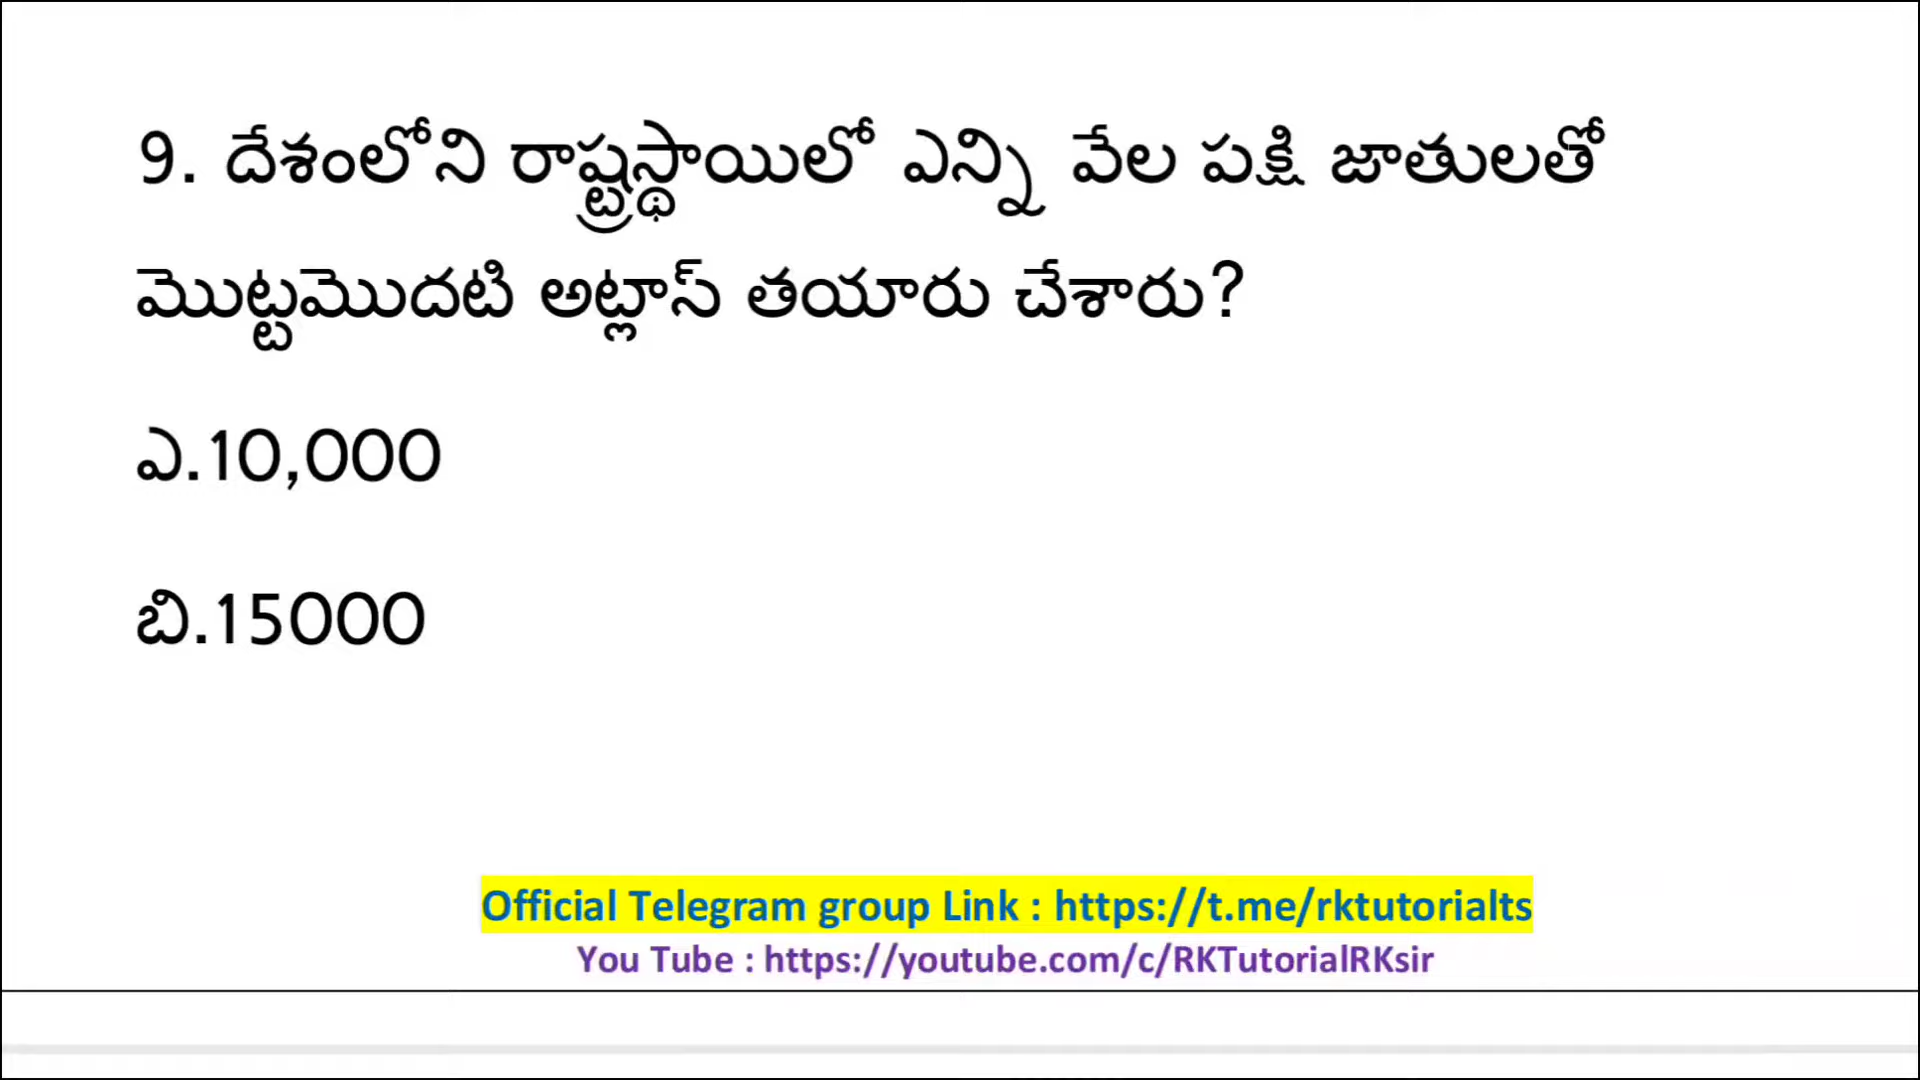 9. దేశంలోని రాష్ట్రస్థాయిలో ఎన్ని వేల పక్షి జాతులతో
మొట్టమొదటి అట్లాస్ తయారు చేశారు?
ఎ.10,000
బి.15000
Official Telegram group Link : https://t.me/rktutorialts
You Tube : https://youtube.com/c/RKTutorialRKsir